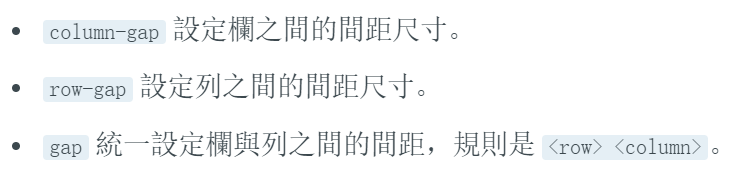 • column-gap 設定欄之間的間距尺寸。
• row-gap 設定列之間的間距尺寸。
• gap 統一設定欄與列之間的間距，規則是 <row> <column>。